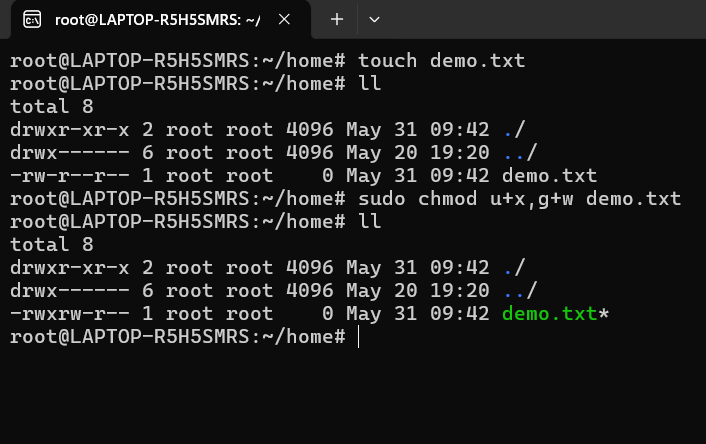 root@LAPTOP-R5H5SMRS: ~/
root@LAPTOP-R5H5SMRS:~/home# touch demo.txt
root@LAPTOP-R5H5SMRS:~/home# ll
total 8
drwxr-xr-x 2 root root 4096 May 31 09:42 ./
drwx------ 6 root root 4096 May 20 19:20 ../
-rw-r--r-- 1 root root    0 May 31 09:42 demo.txt
root@LAPTOP-R5H5SMRS:~/home# sudo chmod u+x,g+w demo.txt
root@LAPTOP-R5H5SMRS:~/home# ll
total 8
drwxr-xr-x 2 root root 4096 May 31 09:42 ./
drwx------ 6 root root 4096 May 20 19:20 ../
-rwxrw-r-- 1 root root    0 May 31 09:42 demo.txt*
root@LAPTOP-R5H5SMRS:~/home#